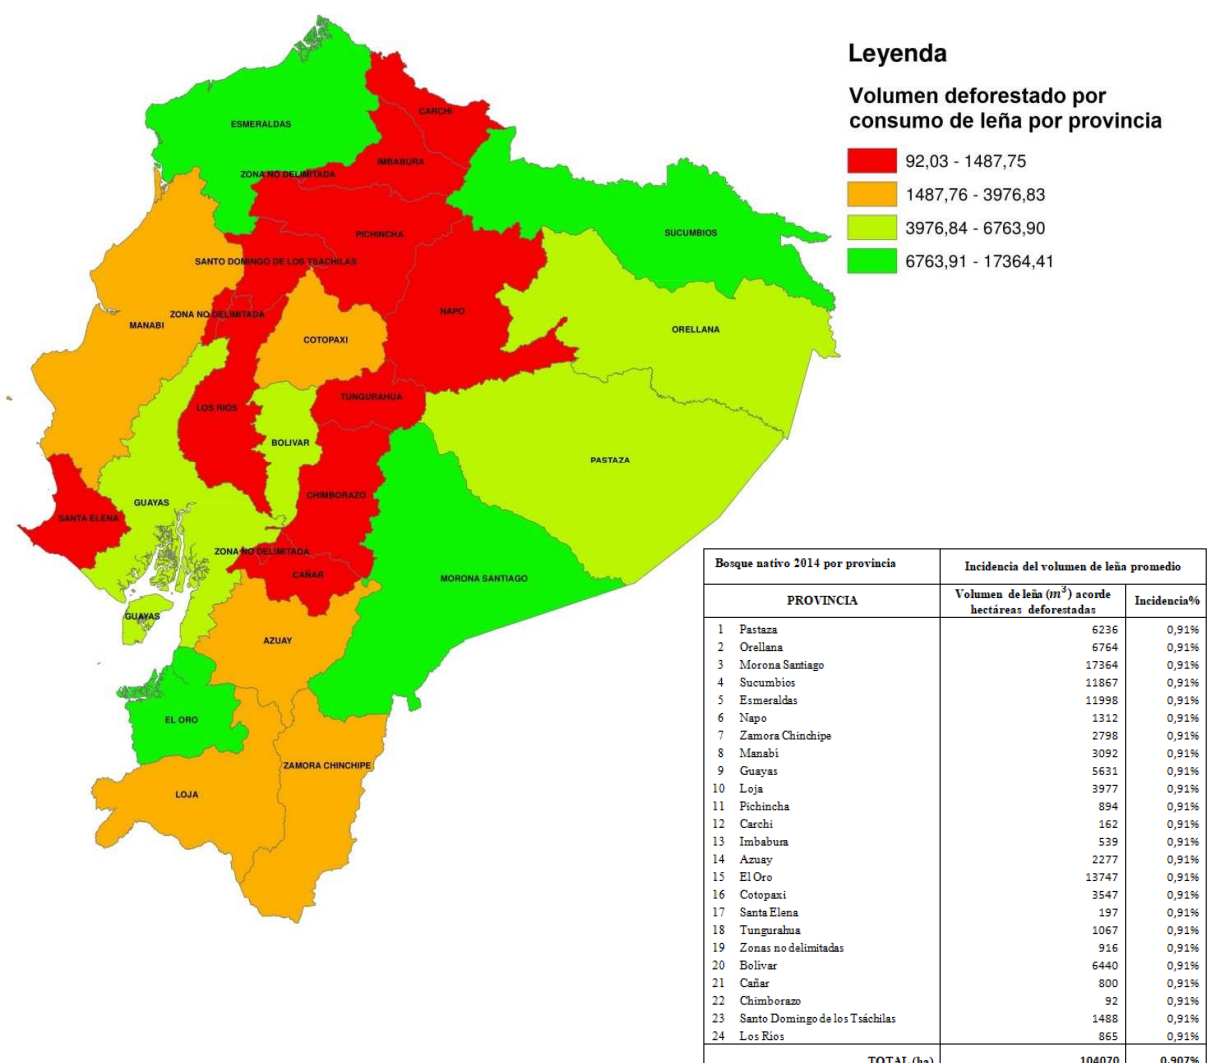 Leyenda
Volumen deforestado por
consumo de leña por provincia
92,03 - 1487,75
1487,76 - 3976,83
3976,84 - 6763,90
6763,91 - 17364,41
CARCHI
ESMERALDAS
IMBABURA
ZONA NO DELIMITADA
SUCUMBIOS
PICHINCHA
SANTO DOMINGO DE LOS TSACHILAS
NAPO
ZONA NO DELIMITADA
MANABI
ORELLANA
COTOPAXI
TUNGURAHUA
LOS RIOS
BOLIVAR
PASTAZA
CHIMBORAZO
GUAYAS
SANTA ELENA
ZONA NO DELIMITADA
CAÑAR
MORONA SANTIAGO
GUAYAS
AZUAY
EL ORO
ZAMORA CHINCHIPE
LOJA
Bosque nativo 2014 por provincia Incidencia del volumen de leña promedio
PROVINCIA Volumen de leña (m³) acorde hectáreas deforestadas Incidencia%
1 Pastaza 6236 0,91%
2 Orellana 6764 0,91%
3 Morona Santiago 17364 0,91%
4 Sucumbios 11867 0,91%
5 Esmeraldas 11998 0,91%
6 Napo 1312 0,91%
7 Zamora Chinchipe 2798 0,91%
8 Manabí 3092 0,91%
9 Guayas 5631 0,91%
10 Loja 3977 0,91%
11 Pichincha 894 0,91%
12 Carchi 162 0,91%
13 Imbabura 539 0,91%
14 Azuay 2277 0,91%
15 El Oro 13747 0,91%
16 Cotopaxi 3547 0,91%
17 Santa Elena 197 0,91%
18 Tungurahua 1067 0,91%
19 Zonas no delimitadas 916 0,91%
20 Bolívar 6440 0,91%
21 Cañar 800 0,91%
22 Chimborazo 92 0,91%
23 Santo Domingo de los Tsáchilas 1488 0,91%
24 Los Ríos 865 0,91%
TOTAL (ha) 104070 0,907%